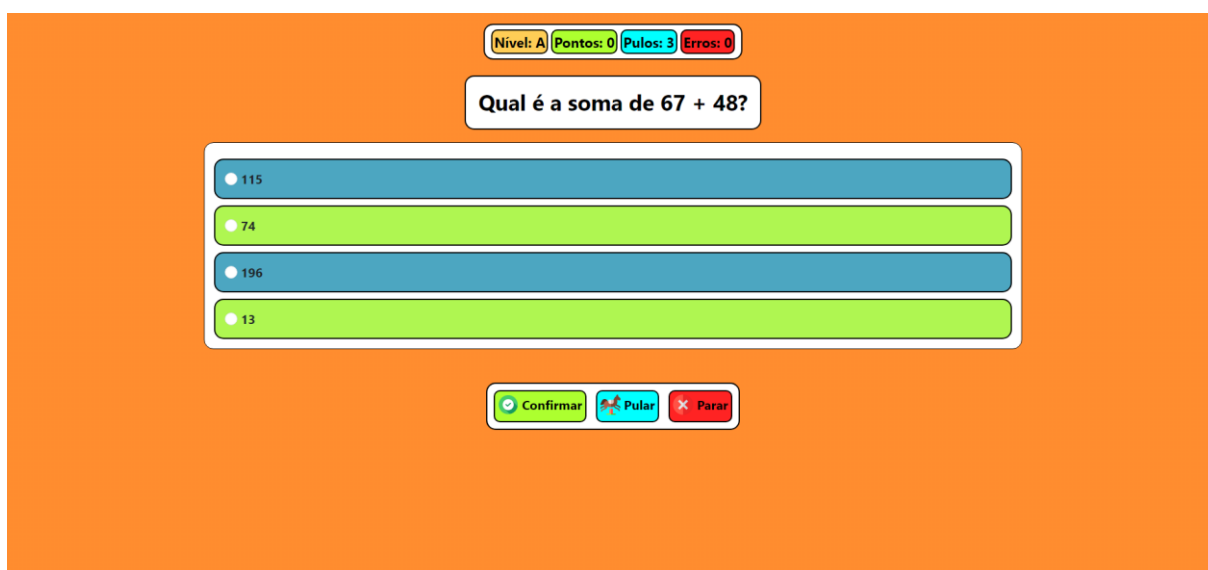 Nível: A Pontos: 0 Pulos: 3 Erros: 0
Qual é a soma de 67 + 48?
115
74
196
13
Confirmar Pular Parar